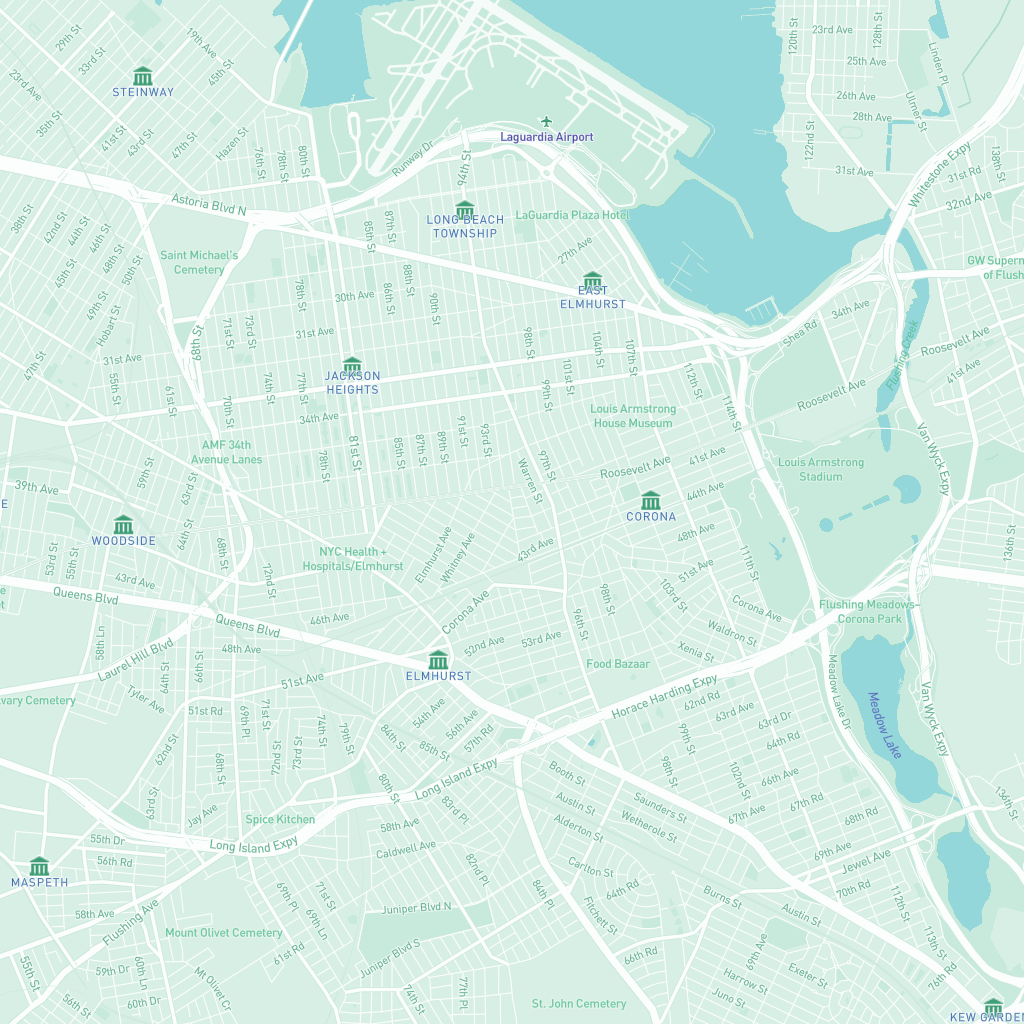 19th Ave
29th St
33rd St
45th St
23rd Ave
STEINWAY
35th St
41st St
43rd St
47th St
Hazen St
76th St
78th St
80th St
Runway Dr
94th St
Laguardia Airport
120th St
23rd Ave
128th St
Linden Pl
25th Ave
26th Ave
28th Ave
Ulmer St
122nd St
31st Ave
Whitestone Expy
138th St
31st Rd
32nd Ave
Astoria Blvd N
38th St
42nd St
44th St
46th St
48th St
50th St
45th St
49th St
Hobart St
47th St
Saint Michael's
Cemetery
85th St
87th St
LONG BEACH
TOWNSHIP
LaGuardia Plaza Hotel
27th Ave
EAST
ELMHURST
88th St
86th St
90th St
30th Ave
78th St
31st Ave
71st St
73rd St
68th St
31st Ave
55th St
61st St
70th St
74th St
77th St
JACKSON
HEIGHTS
34th Ave
98th St
101st St
104th St
107th St
112th St
99th St
114th St
Shea Rd
34th Ave
GW Superm
of Flush
Roosevelt Ave
41st Ave
Flushing Creek
Roosevelt Ave
Louis Armstrong
House Museum
AMF 34th
Avenue Lanes
78th St
81st St
85th St
87th St
89th St
91st St
93rd St
97th St
Warren St
Roosevelt Ave
41st Ave
44th Ave
Louis Armstrong
Stadium
Van Wyck Expy
39th Ave
59th St
63rd St
64th St
68th St
E
WOODSIDE
CORONA
48th Ave
111th St
136th St
NYC Health +
Hospitals/Elmhurst
Elmhurst Ave
Whitney Ave
43rd Ave
51st Ave
103rd St
98th St
96th St
Corona Ave
Waldron St
Xenia St
53rd St
55th St
43rd Ave
72nd St
e
et
Queens Blvd
Queens Blvd
46th Ave
48th Ave
Corona Ave
52nd Ave
53rd Ave
Flushing Meadows-
Corona Park
58th Ln
Laurel Hill Blvd
64th St
66th St
51st Ave
ELMHURST
Food Bazaar
Meadow Lake Dr
Meadow Lake
Van Wyck Expy
lvary Cemetery
Tyler Ave
51st Rd
69th Pl
71st St
72nd St
73rd St
74th St
79th St
54th Ave
56th Ave
57th Rd
84th St
85th St
80th St
Horace Harding Expy
62nd Rd
63rd Ave
63rd Dr
64th Rd
99th St
98th St
102nd St
66th Ave
67th Rd
67th Ave
68th Rd
69th Ave
Jewel Ave
70th Rd
62nd St
63rd St
68th St
Jay Ave
Spice Kitchen
Long Island Expy
Long Island Expy
83rd Pl
Booth St
Austin St
Alderton St
Saunders St
Wetherole St
58th Ave
Caldwell Ave
82nd Pl
84th Pl
Carlton St
64th Rd
Fitchett St
Burns St
Austin St
112th St
113th St
76th Rd
136th St
55th Dr
56th Rd
MASPETH
58th Ave
Flushing Ave
55th St
59th Dr
60th Ln
60th Dr
56th St
Mount Olivet Cemetery
Mt Olivet Cr
69th Pl
71st St
69th Ln
61st Rd
Juniper Blvd N
Juniper Blvd S
74th St
77th Pl
66th Rd
69th Ave
Harrow St
Juno St
Exeter St
St. John Cemetery
KEW GARDEN